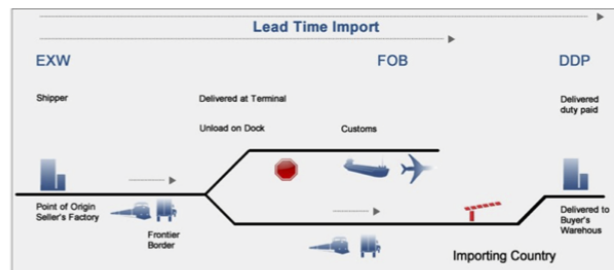 Lead Time Import
EXW
FOB
DDP
Shipper
Delivered at Terminal
Delivered
duty paid
Unload on Dock
Customs
Point of Origin
Seller's Factory
Frontier
Border
Delivered to
Buyer's
Warehous
Importing Country